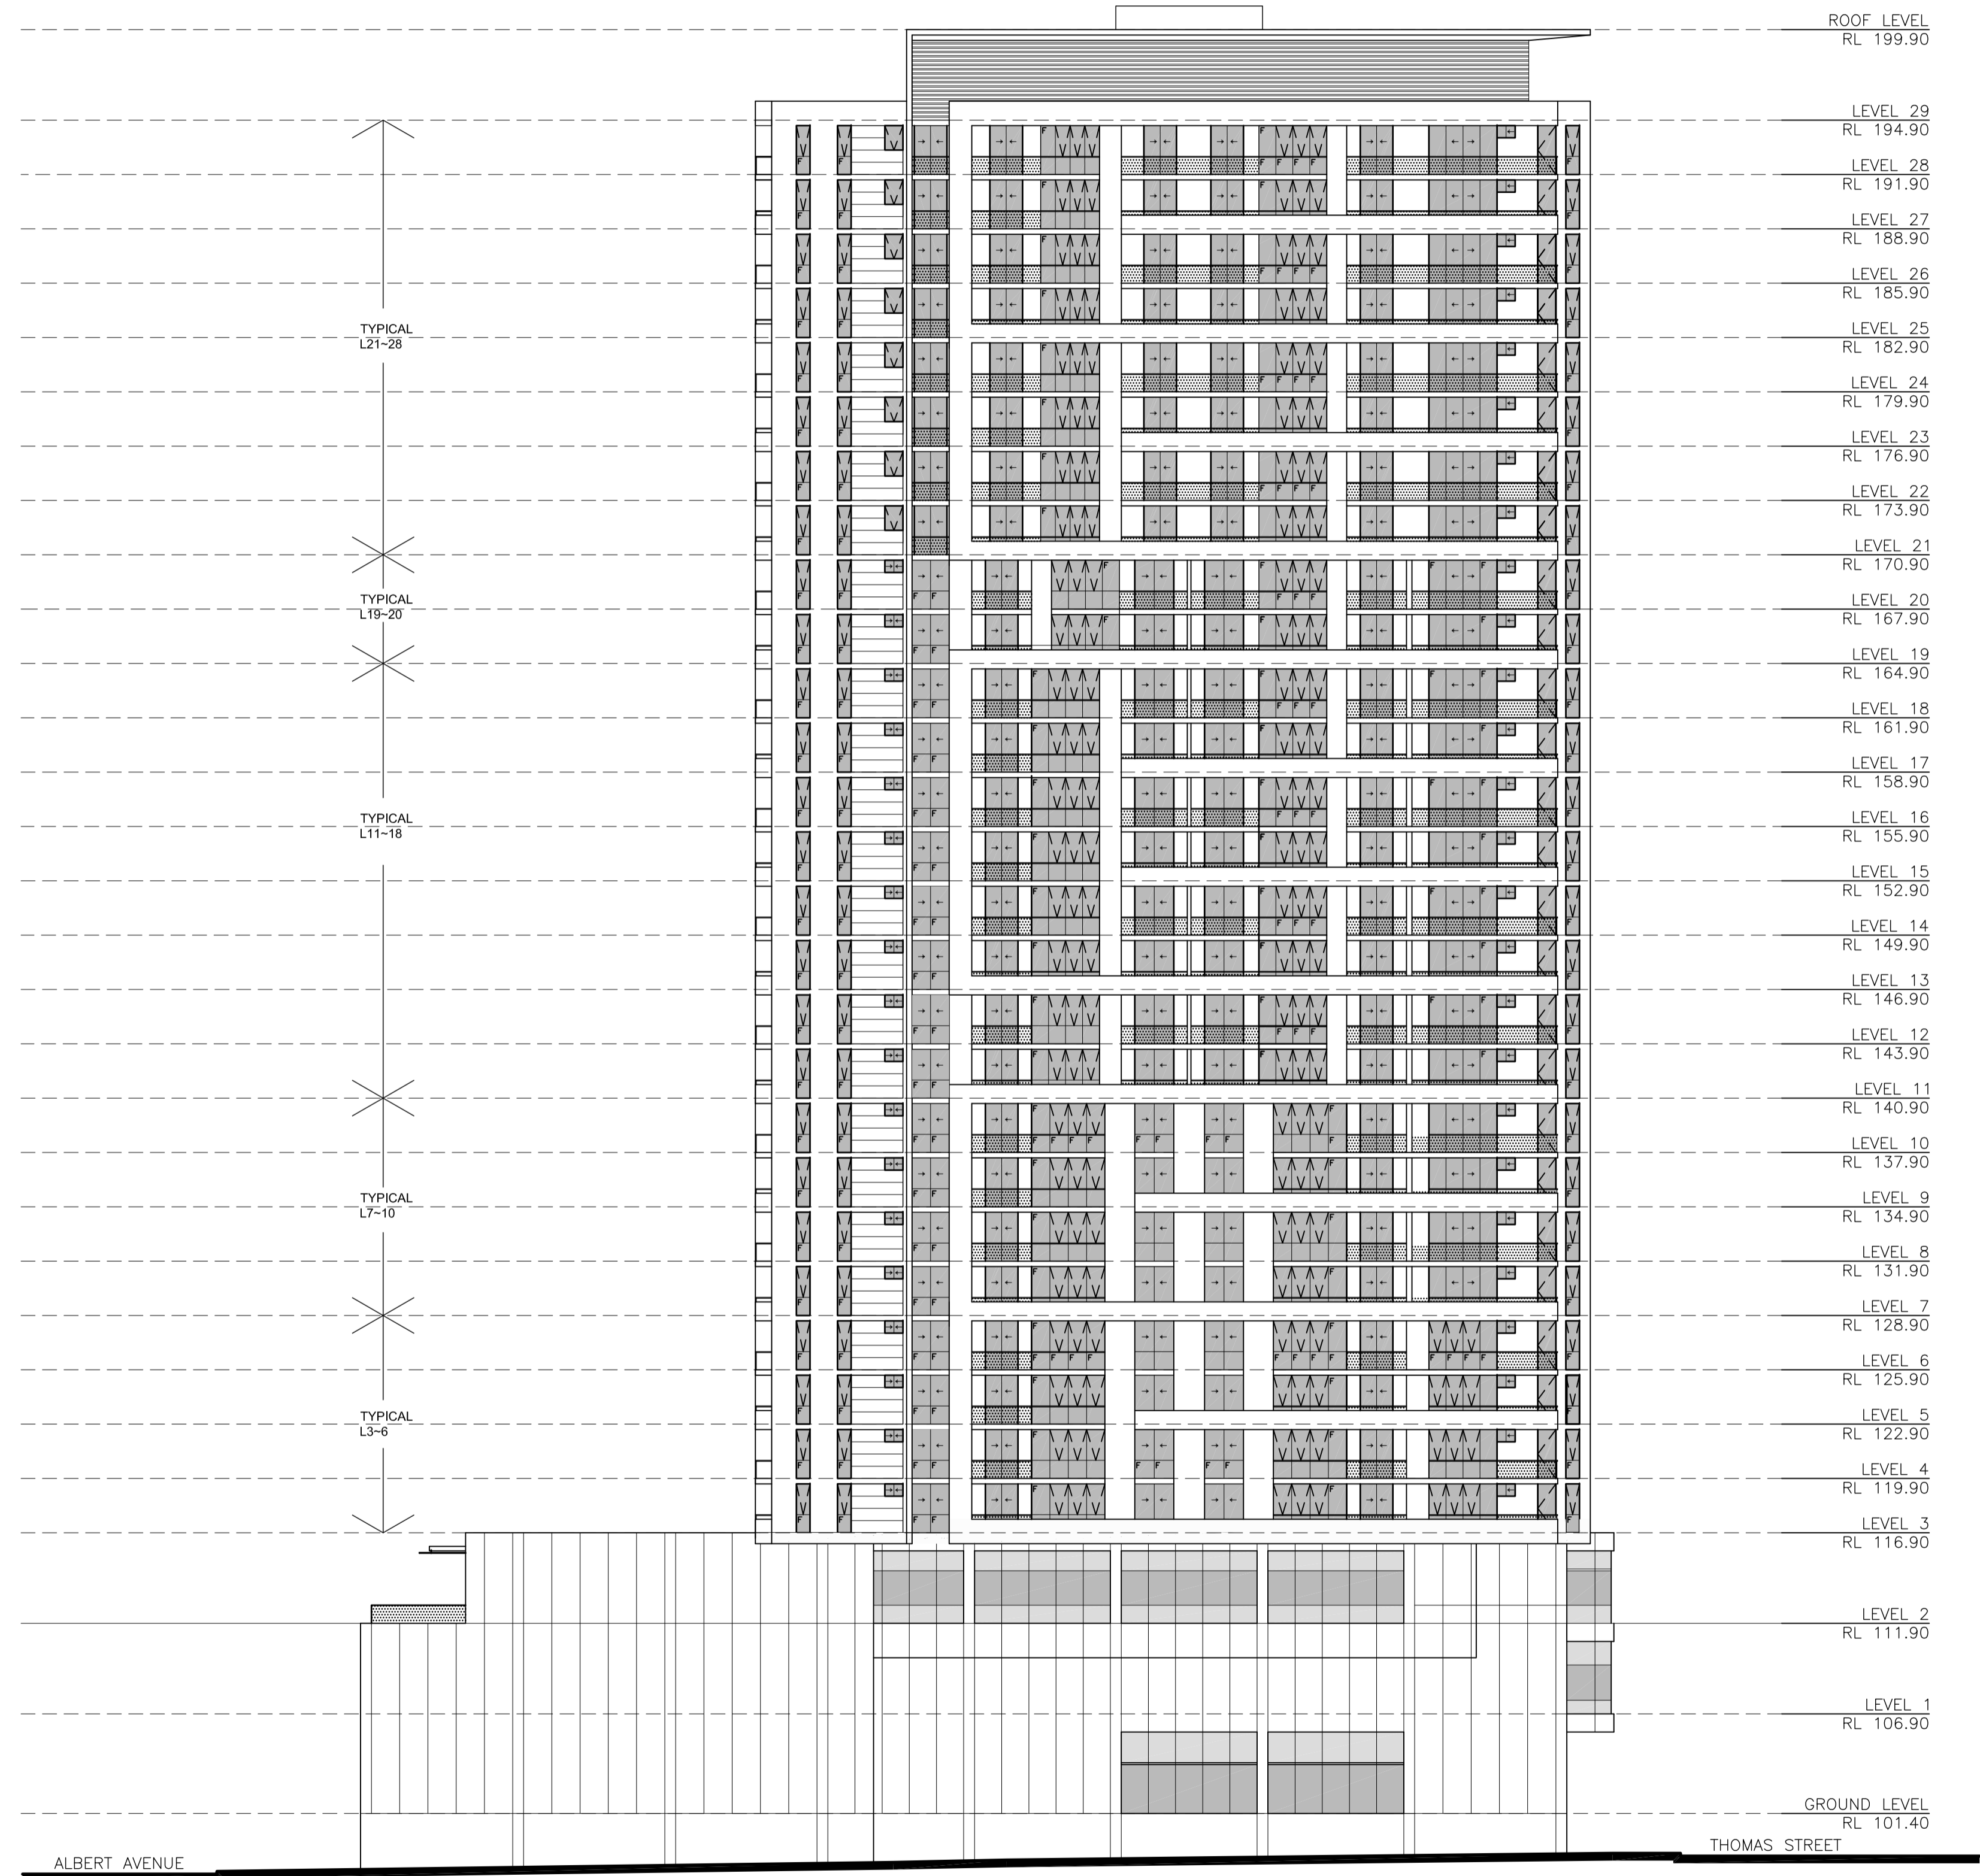 ROOF LEVEL
RL 199.90
LEVEL 29
RL 194.90
LEVEL 28
RL 191.90
LEVEL 27
RL 188.90
LEVEL 26
RL 185.90
TYPICAL
L21~28
LEVEL 25
RL 182.90
LEVEL 24
RL 179.90
LEVEL 23
RL 176.90
LEVEL 22
RL 173.90
LEVEL 21
RL 170.90
TYPICAL
L19~20
LEVEL 20
RL 167.90
LEVEL 19
RL 164.90
LEVEL 18
RL 161.90
LEVEL 17
RL 158.90
TYPICAL
L11~18
LEVEL 16
RL 155.90
LEVEL 15
RL 152.90
LEVEL 14
RL 149.90
LEVEL 13
RL 146.90
LEVEL 12
RL 143.90
LEVEL 11
RL 140.90
LEVEL 10
RL 137.90
TYPICAL
L7~10
LEVEL 9
RL 134.90
LEVEL 8
RL 131.90
LEVEL 7
RL 128.90
LEVEL 6
RL 125.90
TYPICAL
L3~6
LEVEL 5
RL 122.90
LEVEL 4
RL 119.90
LEVEL 3
RL 116.90
LEVEL 2
RL 111.90
LEVEL 1
RL 106.90
GROUND LEVEL
RL 101.40
THOMAS STREET
ALBERT AVENUE